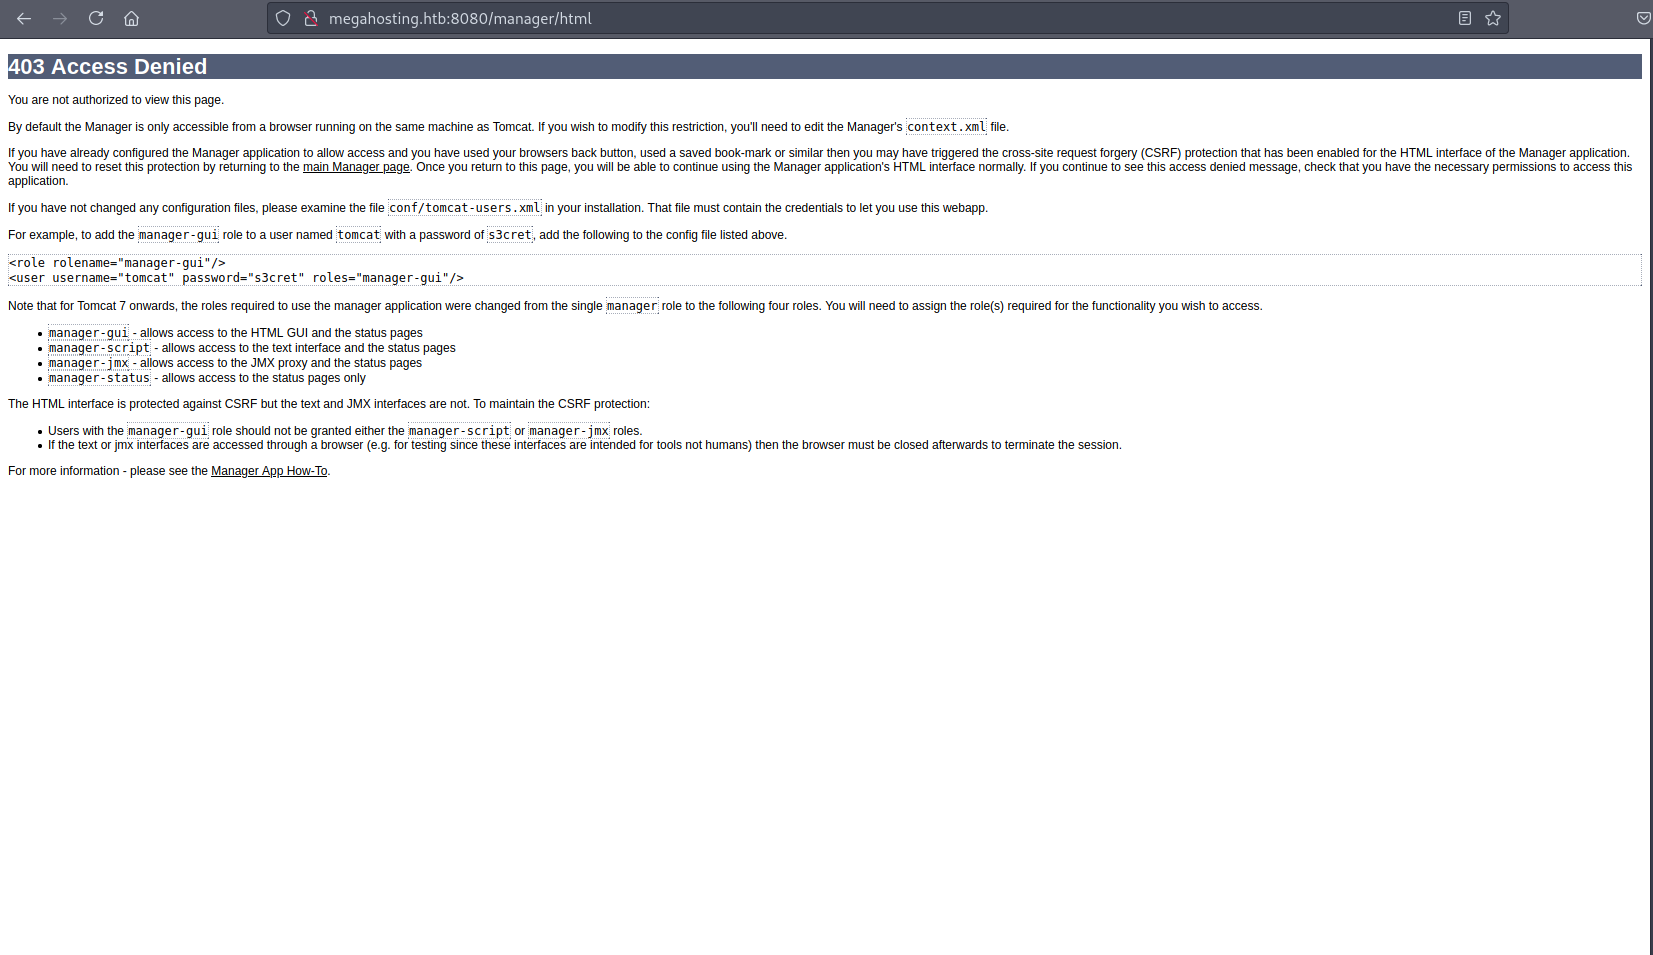 megahosting.htb:8080/manager/html
403 Access Denied
You are not authorized to view this page.
By default the Manager is only accessible from a browser running on the same machine as Tomcat. If you wish to modify this restriction, you'll need to edit the Manager's context.xml file.
If you have already configured the Manager application to allow access and you have used your browsers back button, used a saved book-mark or similar then you may have triggered the cross-site request forgery (CSRF) protection that has been enabled for the HTML interface of the Manager application.
You will need to reset this protection by returning to the main Manager page. Once you return to this page, you will be able to continue using the Manager application's HTML interface normally. If you continue to see this access denied message, check that you have the necessary permissions to access this
application.
If you have not changed any configuration files, please examine the file conf/tomcat-users.xml in your installation. That file must contain the credentials to let you use this webapp.
For example, to add the manager-gui role to a user named tomcat with a password of s3cret, add the following to the config file listed above.
<role rolename="manager-gui"/>
<user username="tomcat" password="s3cret" roles="manager-gui"/>
Note that for Tomcat 7 onwards, the roles required to use the manager application were changed from the single manager role to the following four roles. You will need to assign the role(s) required for the functionality you wish to access.
• manager-gui - allows access to the HTML GUI and the status pages
• manager-script - allows access to the text interface and the status pages
• manager-jmx - allows access to the JMX proxy and the status pages
• manager-status - allows access to the status pages only
The HTML interface is protected against CSRF but the text and JMX interfaces are not. To maintain the CSRF protection:
• Users with the manager-gui role should not be granted either the manager-script or manager-jmx roles.
• If the text or jmx interfaces are accessed through a browser (e.g. for testing since these interfaces are intended for tools not humans) then the browser must be closed afterwards to terminate the session.
For more information - please see the Manager App How-To.